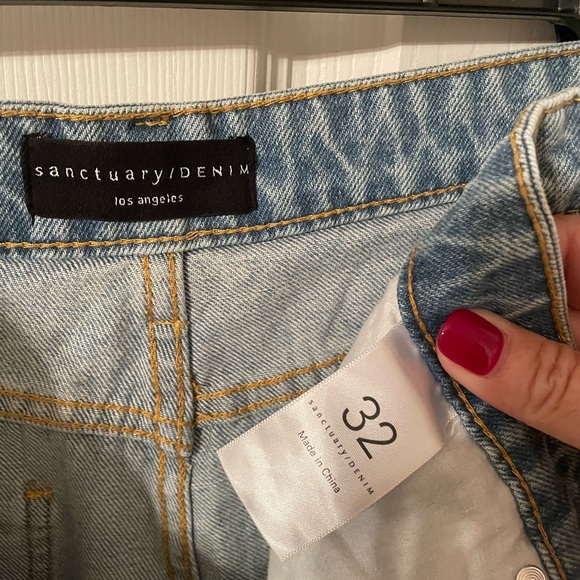 sanctuary/DENIM
los angeles
32
sanctuary/DENIM
Made in China